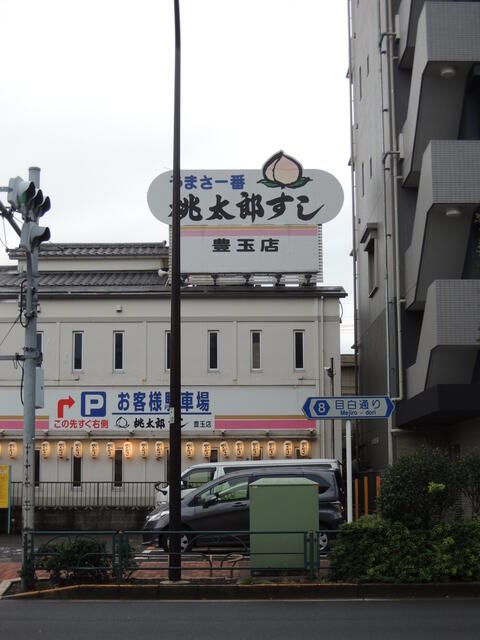 うまさ一番
桃太郎すし
豊玉店
P お客様駐車場
この先すぐ右側
桃太郎
豊玉店
8 目白通り
Mejiro - dori